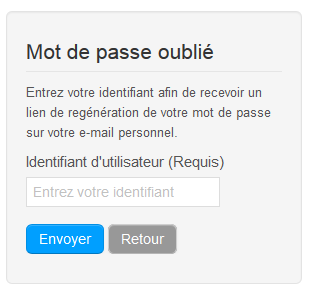 Mot de passe oublié
Entrez votre identifiant afin de recevoir un
lien de regénération de votre mot de passe
sur votre e-mail personnel.
Identifiant d'utilisateur (Requis)
Entrez votre identifiant
Envoyer Retour